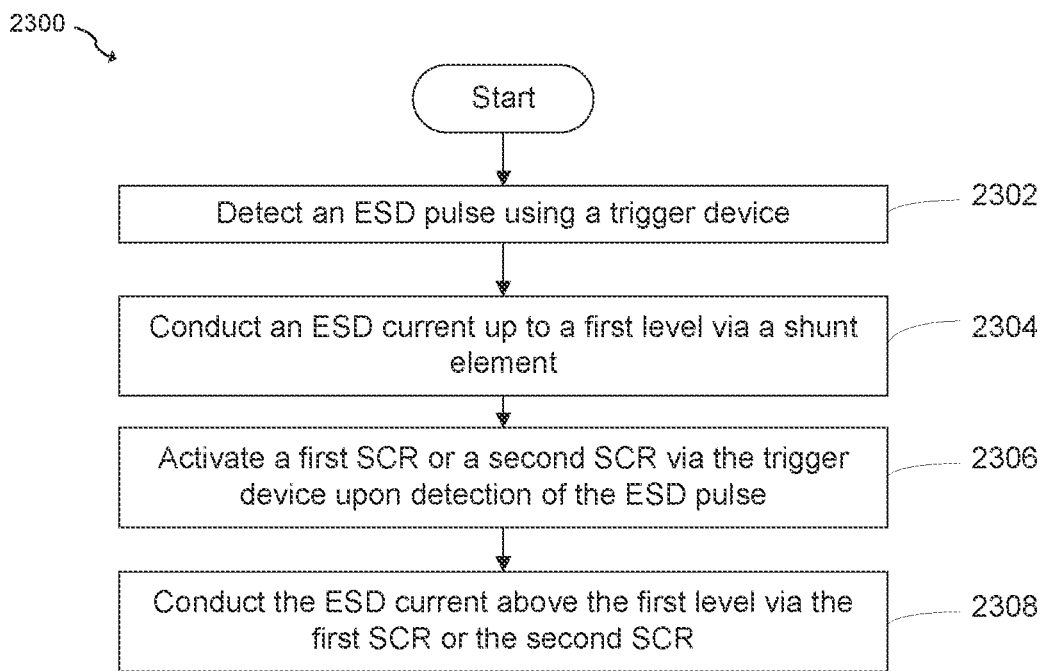 2300
Start
Detect an ESD pulse using a trigger device
2302
Conduct an ESD current up to a first level via a shunt
element
2304
Activate a first SCR or a second SCR via the trigger
device upon detection of the ESD pulse
2306
Conduct the ESD current above the first level via the
first SCR or the second SCR
2308